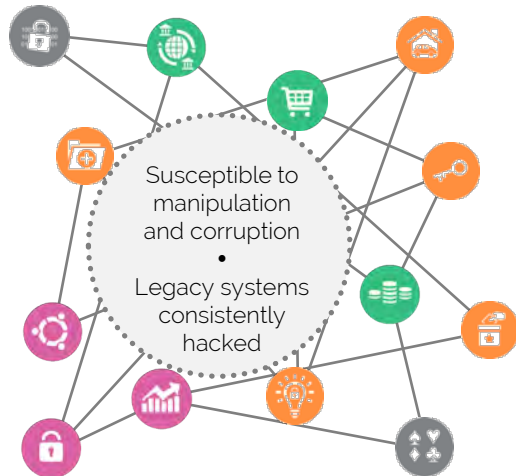 Susceptible to
manipulation
and corruption
•
Legacy systems
consistently
hacked